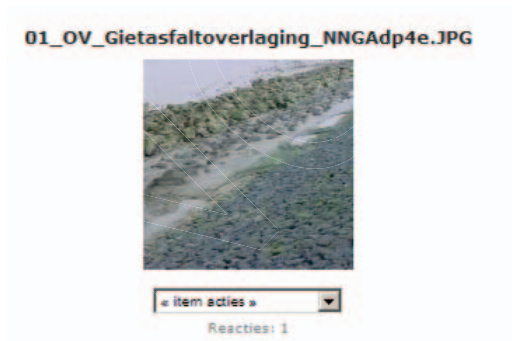 01_OV_Gietasfaltoverlaging_NNGAdp4e.JPG
« item acties »
Reacties: 1